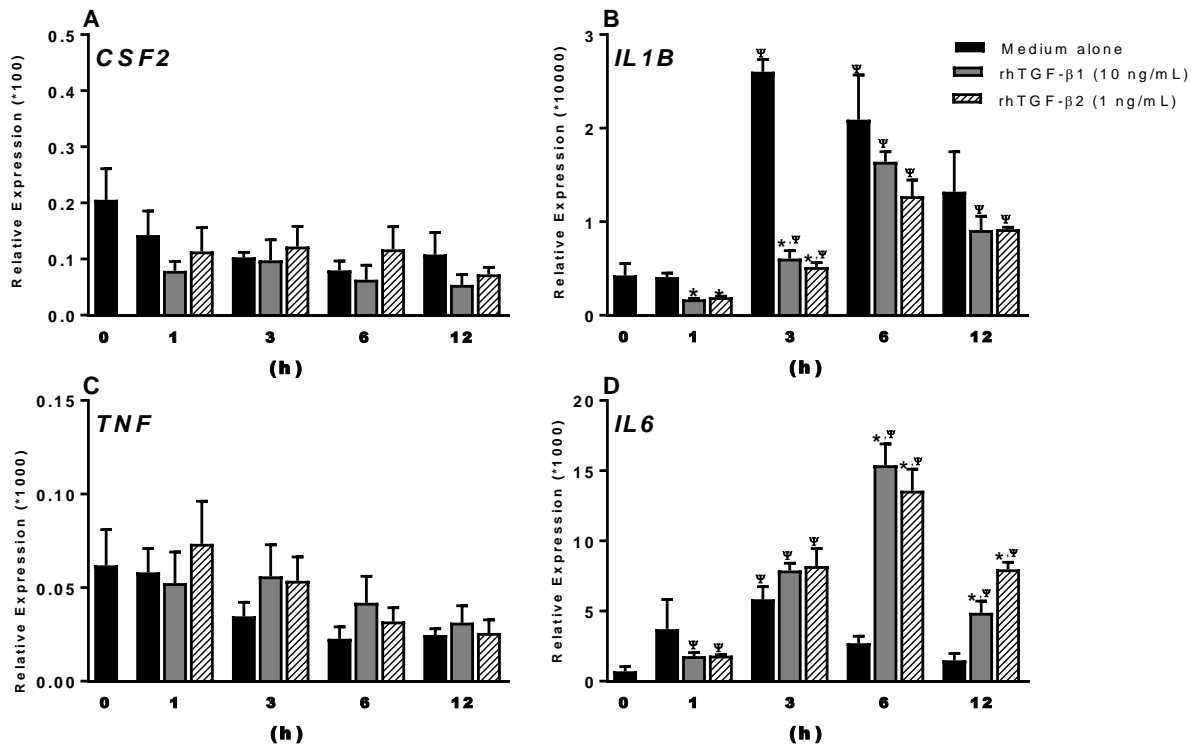 A
CSF2
Relative Expression (*100)
0.5
0.4
0.3
0.2
0.1
0.0
0 1 3 6 12
(h)
B
IL1B
Relative Expression (*10000)
3
2
1
0
Ψ
Ψ
Ψ
Ψ
*,Ψ
*,Ψ
Ψ Ψ
* *
0 1 3 6 12
(h)
Medium alone
rhTGF-β1 (10 ng/mL)
rhTGF-β2 (1 ng/mL)
C
TNF
Relative Expression (*1000)
0.15
0.10
0.05
0.00
0 1 3 6 12
(h)
D
IL6
Relative Expression (*1000)
20
15
10
5
0
*,Ψ
*,Ψ
Ψ Ψ
*,Ψ
Ψ
*,Ψ
Ψ Ψ
0 1 3 6 12
(h)